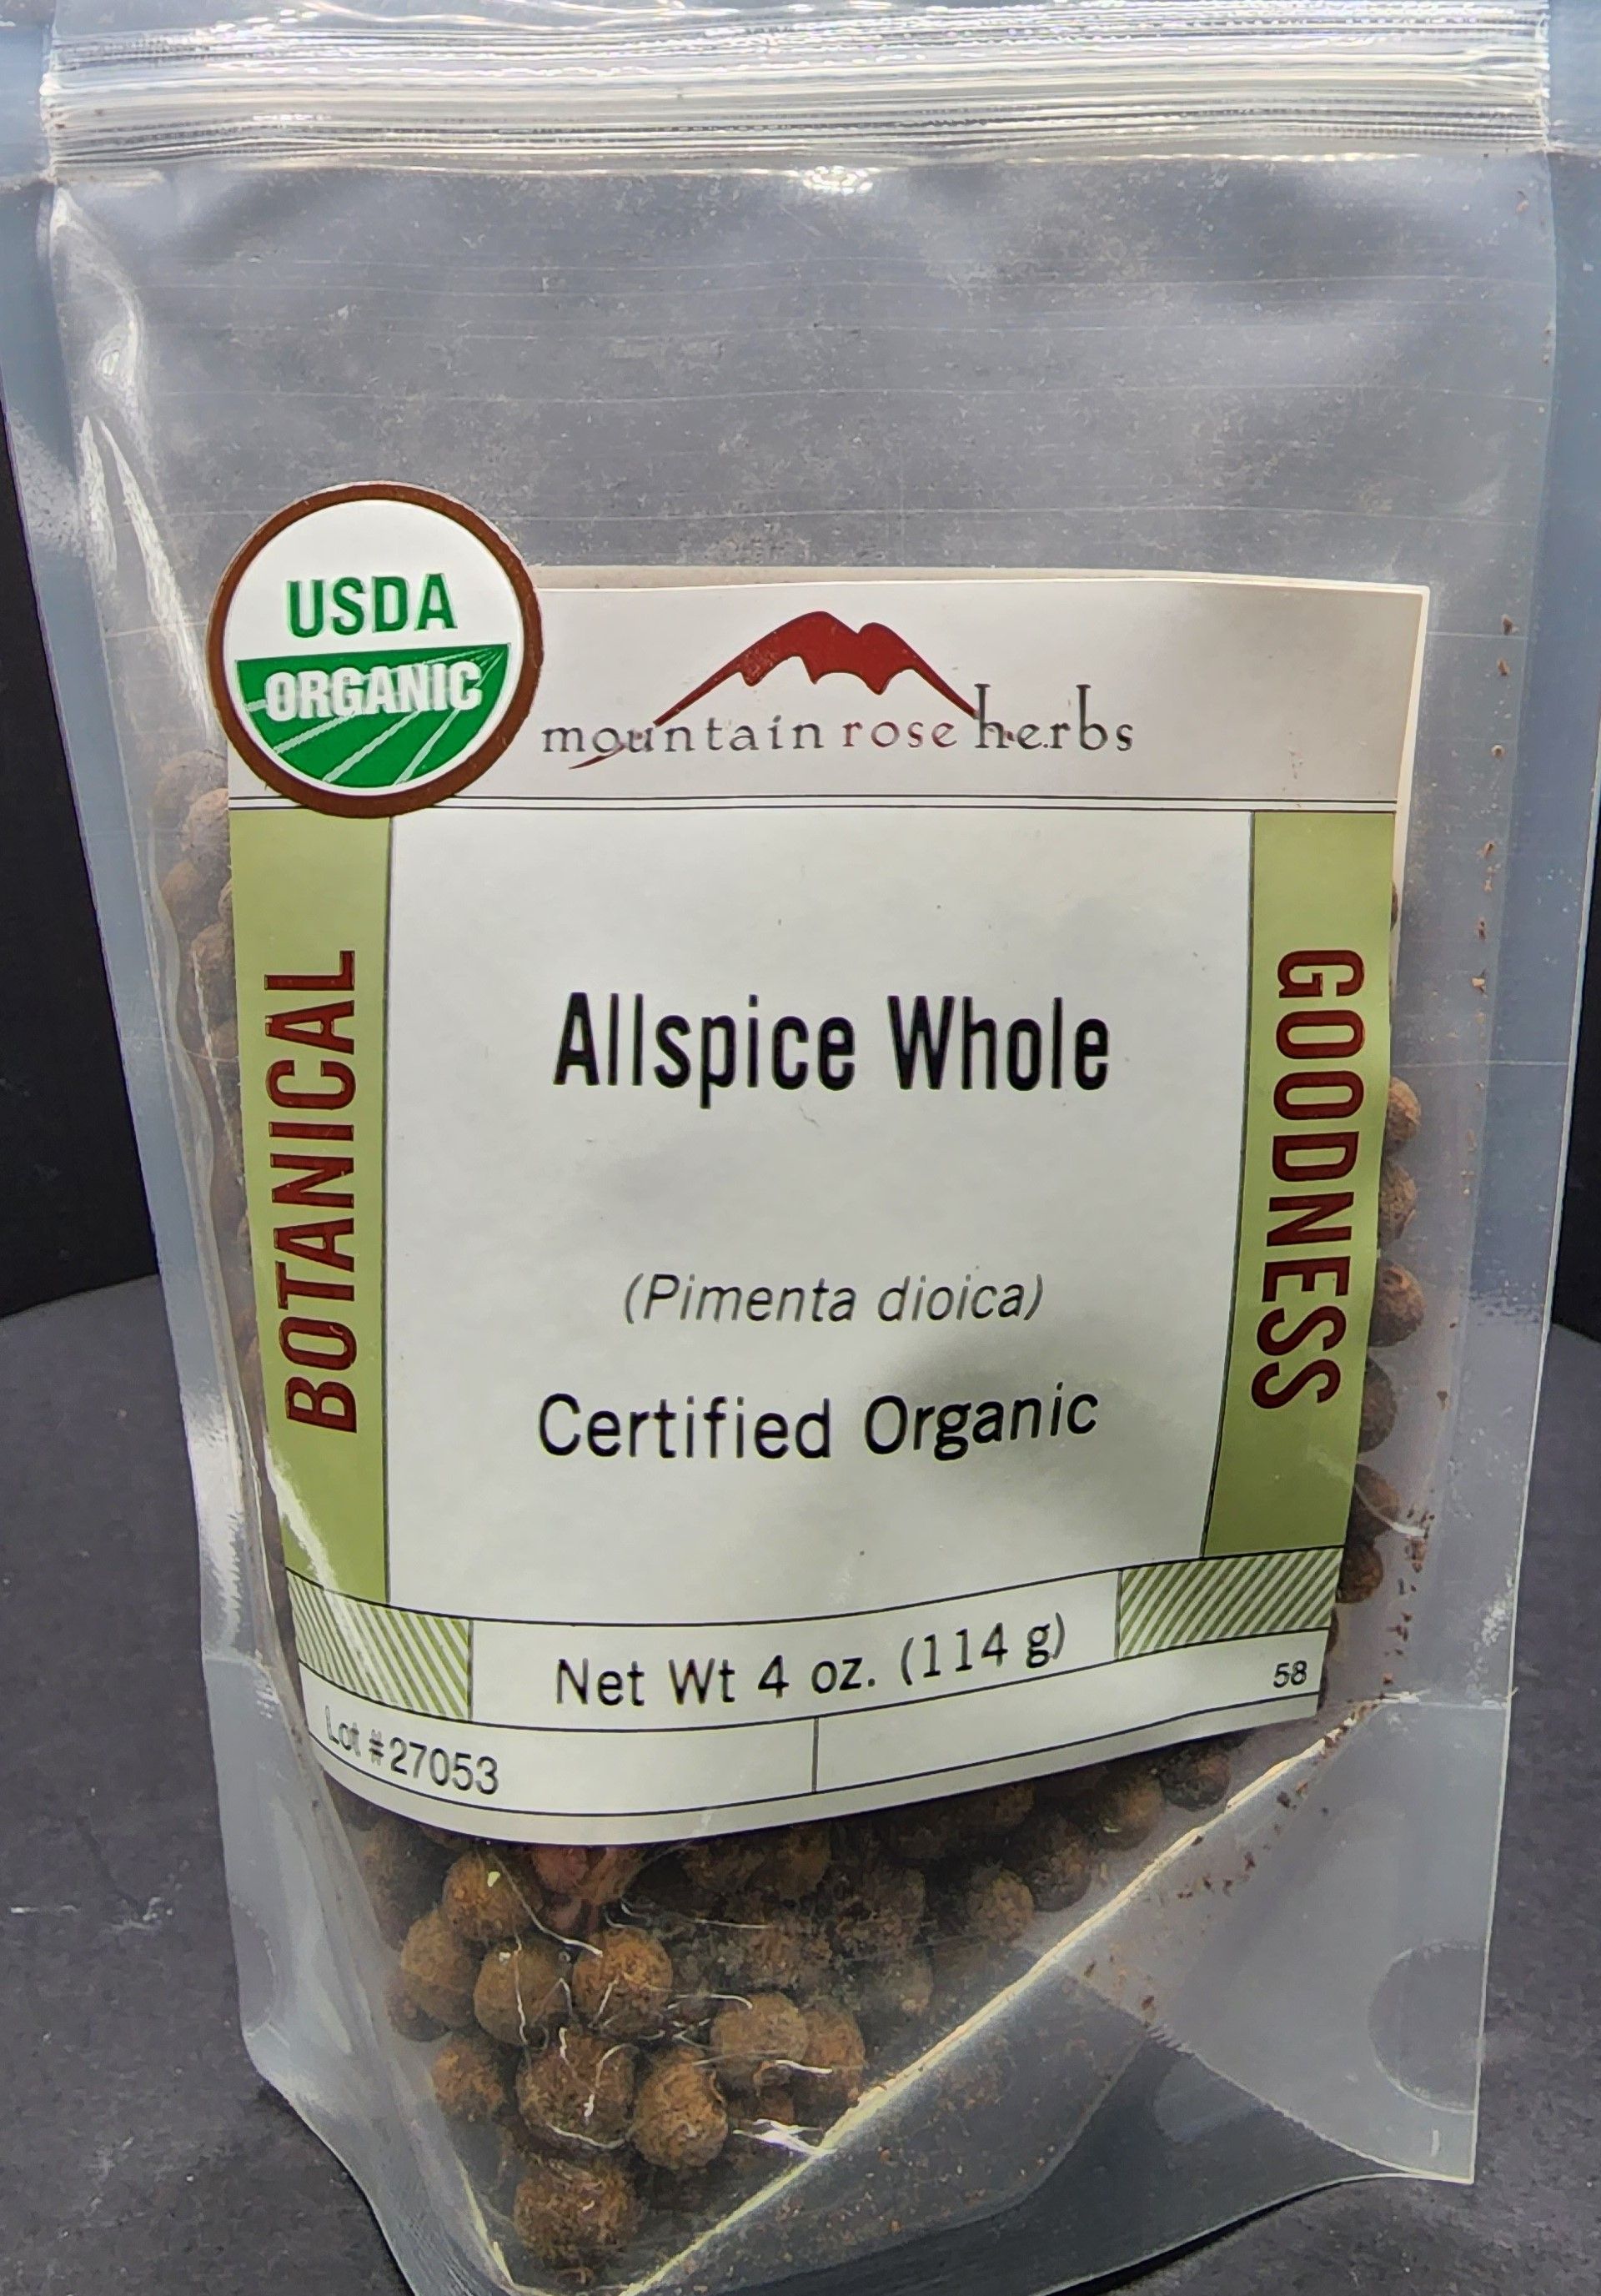 USDA
ORGANIC
mountain rose herbs
BOTANICAL
GOODNESS
Allspice Whole
(Pimenta dioica)
Certified Organic
Net Wt 4 oz. (114 g)
58
Lot #27053